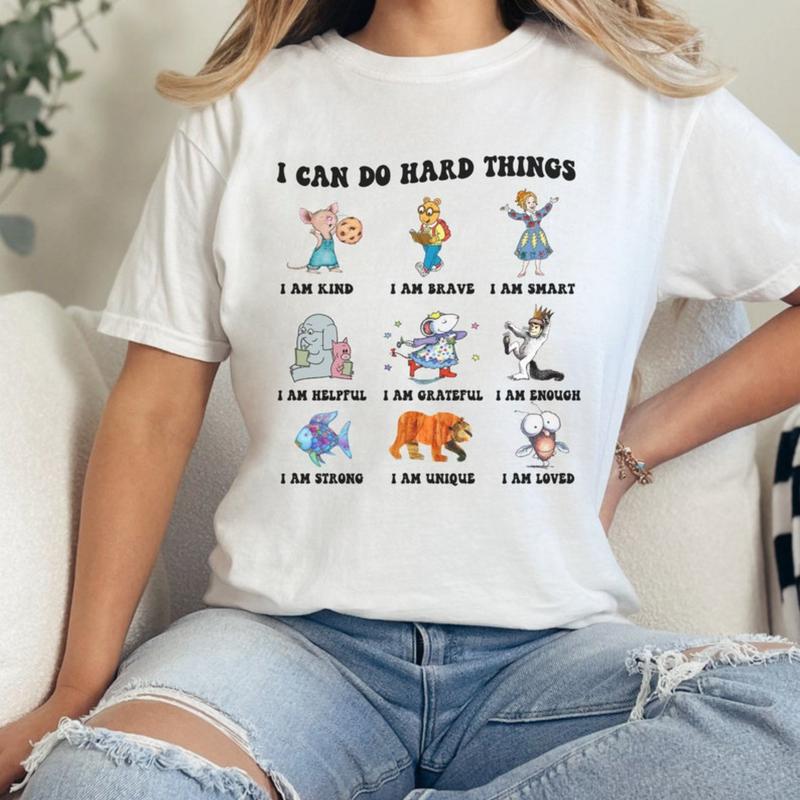 I CAN DO HARD THINGS
I AM KIND I AM BRAVE I AM SMART
I AM HELPFUL I AM GRATEFUL I AM ENOUGH
I AM STRONG I AM UNIQUE I AM LOVED